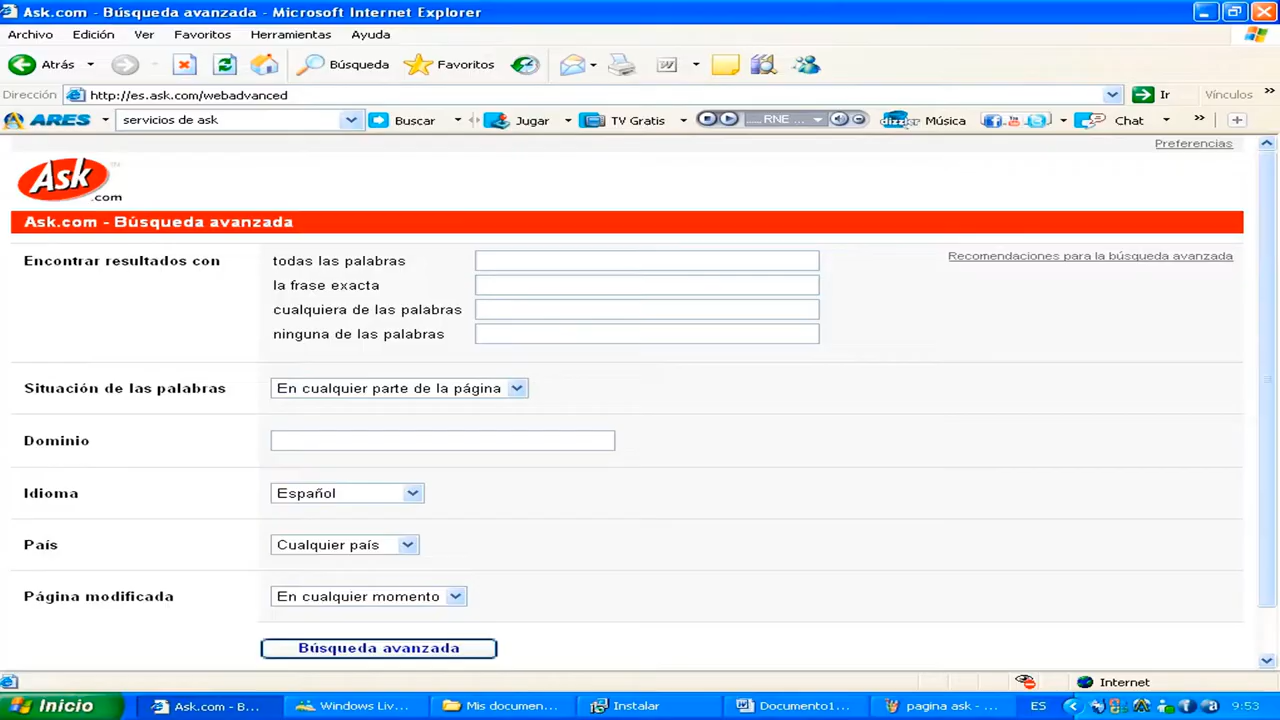 Ask.com - Búsqueda avanzada - Microsoft Internet Explorer
Archivo Edición Ver Favoritos Herramientas Ayuda
Atrás Búsqueda Favoritos
Dirección http://es.ask.com/webadvanced Ir Vínculos »
ARES servicios de ask Buscar Jugar TV Gratis RNE ... Música Chat »
Preferencias
Ask .com
Ask.com - Búsqueda avanzada
Encontrar resultados con todas las palabras Recomendaciones para la búsqueda avanzada
la frase exacta
cualquiera de las palabras
ninguna de las palabras
Situación de las palabras En cualquier parte de la página
Dominio
Idioma Español
País Cualquier país
Página modificada En cualquier momento
Búsqueda avanzada
Internet
Inicio Ask.com - B... Windows Liv... Mis documen... Instalar Documento1... pagina ask - ... ES 9:53